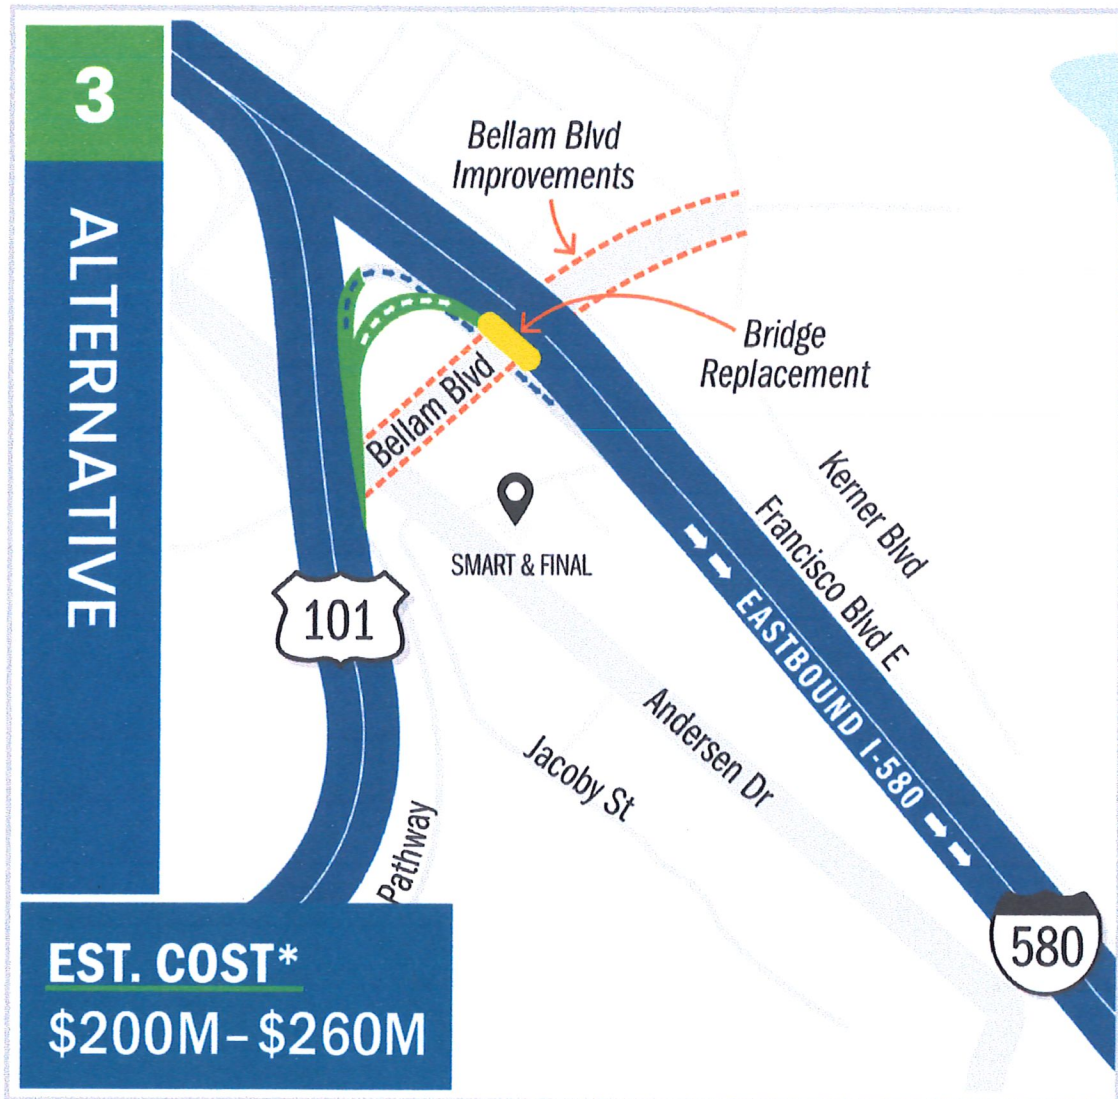 3
ALTERNATIVE
Bellam Blvd
Improvements
Bridge
Replacement
Bellam Blvd
SMART & FINAL
Kerner Blvd
Francisco Blvd E
EASTBOUND I-580
101
Andersen Dr
Jacoby St
Pathway
580
EST. COST*
$200M–$260M